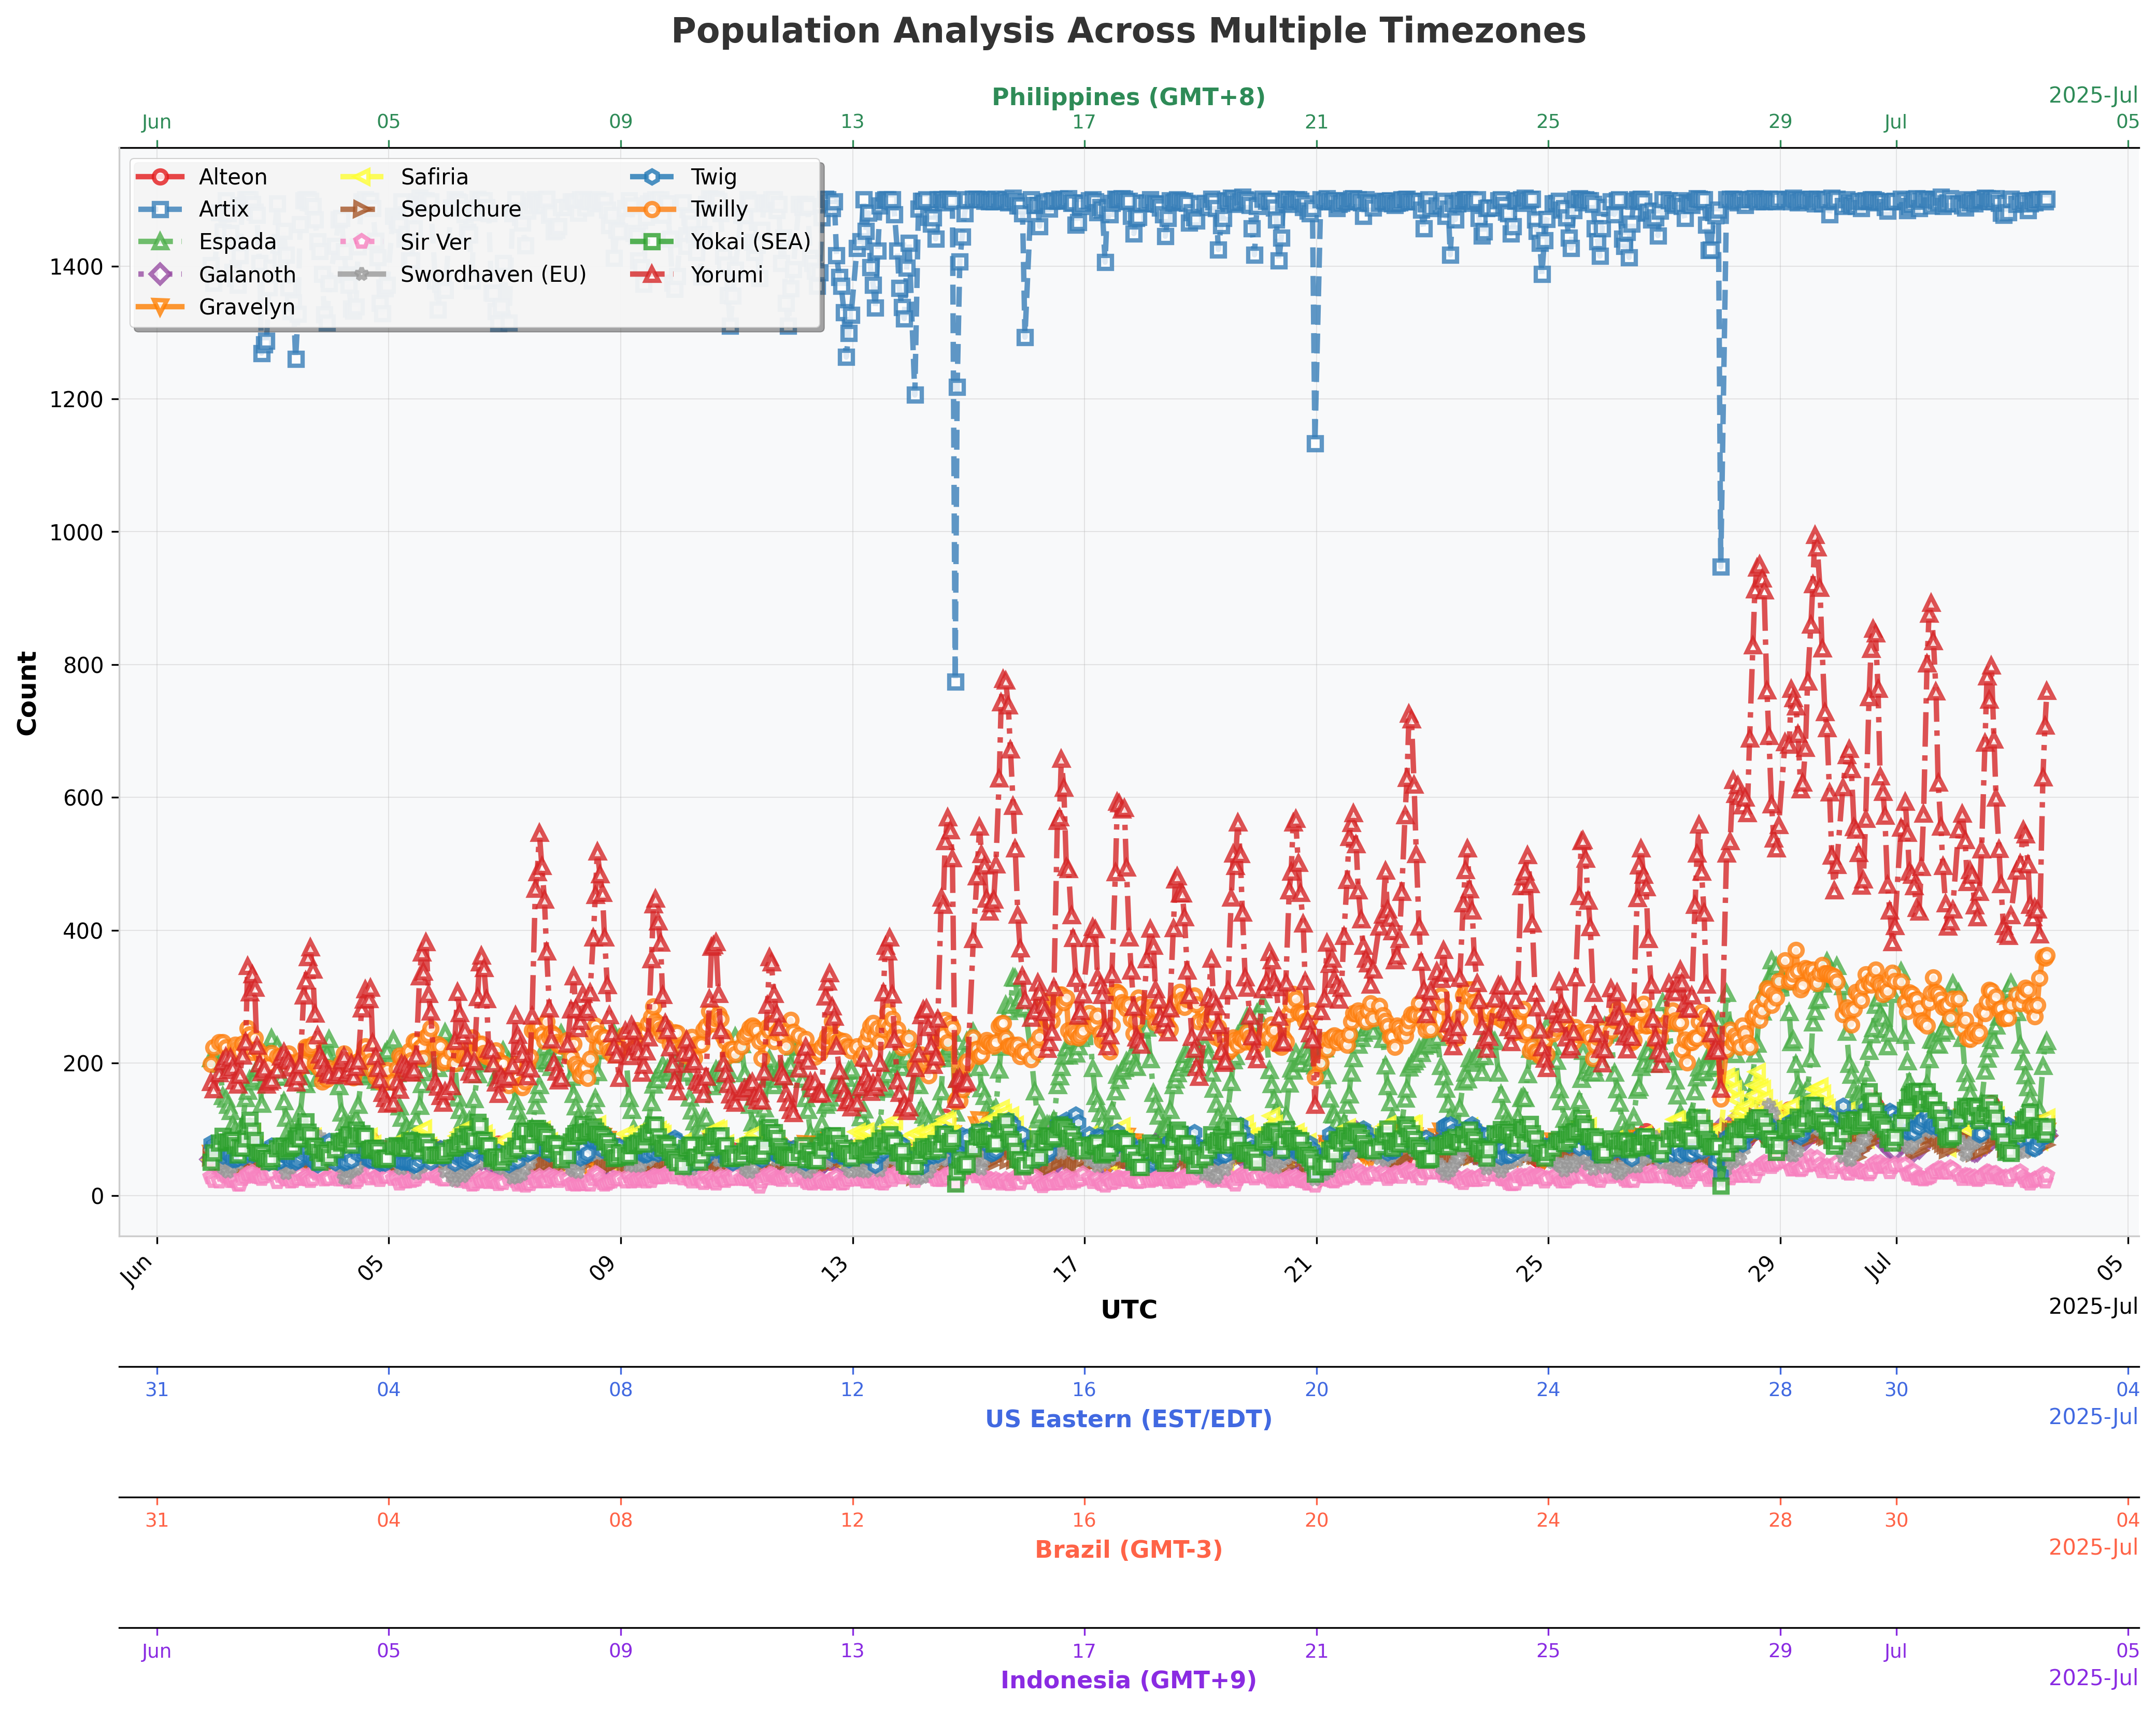 Population Analysis Across Multiple Timezones
Philippines (GMT+8)
2025-Jul
Jun 05 09 13 17 21 25 29 Jul 05
Alteon Safiria Twig
Artix Sepulchure Twilly
Espada Sir Ver Yokai (SEA)
Galanoth Swordhaven (EU) Yorumi
Gravelyn
1400
1200
1000
800
600
400
200
0
Count
Jun 05 09 13 17 21 25 29 Jul 05
UTC
2025-Jul
31 04 08 12 16 20 24 28 30 04
US Eastern (EST/EDT)
2025-Jul
31 04 08 12 16 20 24 28 30 04
Brazil (GMT-3)
2025-Jul
Jun 05 09 13 17 21 25 29 Jul 05
Indonesia (GMT+9)
2025-Jul